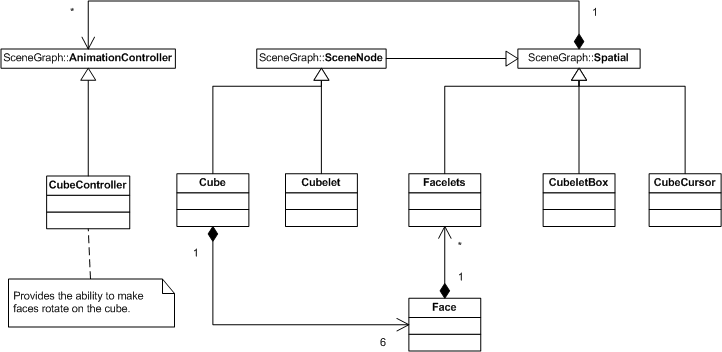 * 1
SceneGraph::AnimationController SceneGraph::SceneNode SceneGraph::Spatial
CubeController Cube Cubelet Facelets CubeletBox CubeCursor
1 *
Provides the ability to make
faces rotate on the cube.
1
Face
6